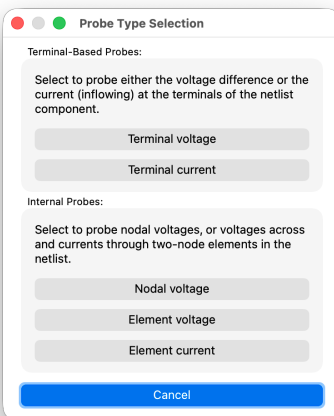 Probe Type Selection
Terminal-Based Probes:
Select to probe either the voltage difference or the
current (inflowing) at the terminals of the netlist
component.
Terminal voltage
Terminal current
Internal Probes:
Select to probe nodal voltages, or voltages across
and currents through two-node elements in the
netlist.
Nodal voltage
Element voltage
Element current
Cancel